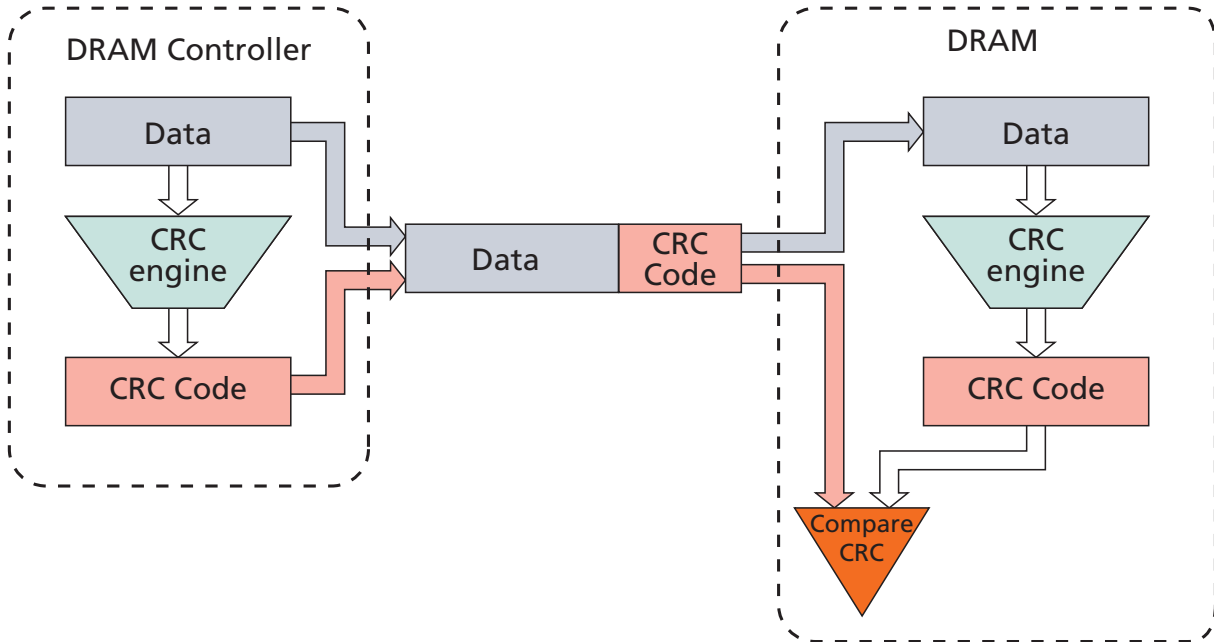 DRAM Controller
Data
CRC
engine
CRC Code
Data
CRC
Code
DRAM
Data
CRC
engine
CRC Code
Compare
CRC